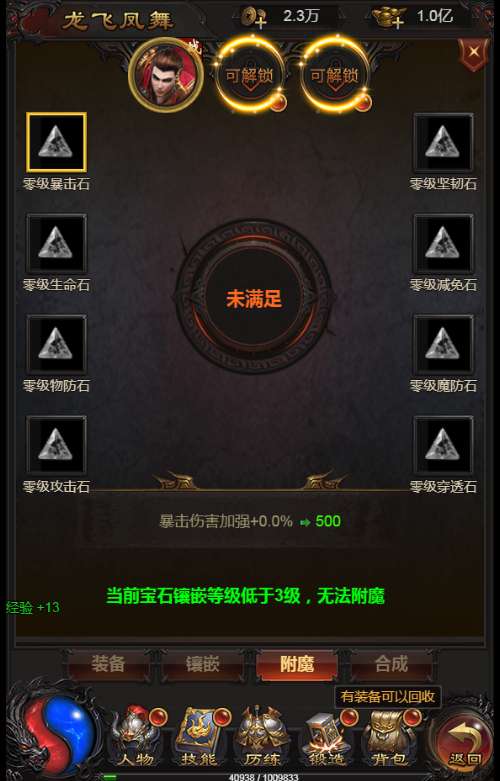 龙飞凤舞
2.3万
1.0亿
战
可解锁
可解锁
零级暴击石
零级坚韧石
零级生命石
零级减免石
未满足
零级物防石
零级魔防石
零级攻击石
零级穿透石
暴击伤害加强+0.0% 500
当前宝石镶嵌等级低于3级，无法附魔
经验 +13
装备
镶嵌
附魔
合成
有装备可以回收
人物
技能
历练
锻造
背包
返回
40938 / 1009833